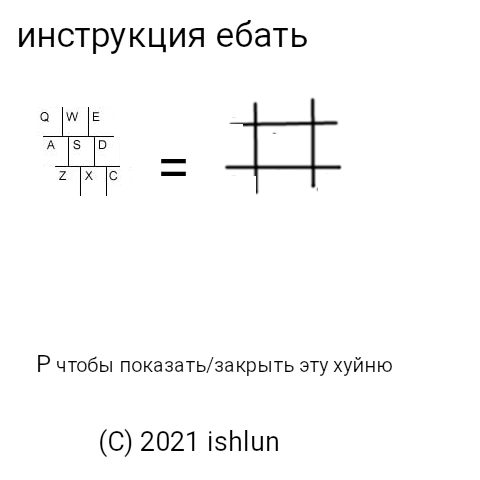 инструкция ебать
Q W E
A S D
Z X C
=
P чтобы показать/закрыть эту хуйню
(C) 2021 ishlun